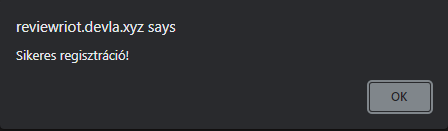 reviewriot.devla.xyz says
Sikeres regisztráció!
OK